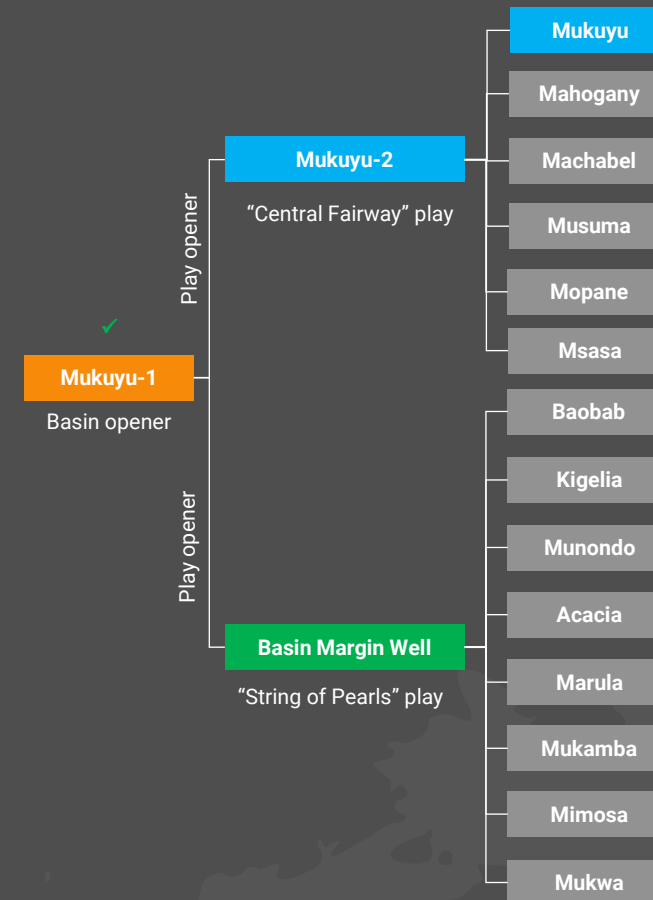 Mukuyu
Mahogany
Mukuyu-2
Machabel
“Central Fairway” play
Musuma
Play opener
Mopane
Msasa
✓
Mukuyu-1
Basin opener
Baobab
Kigelia
Play opener
Munondo
Acacia
Basin Margin Well
“String of Pearls” play
Marula
Mukamba
Mimosa
Mukwa